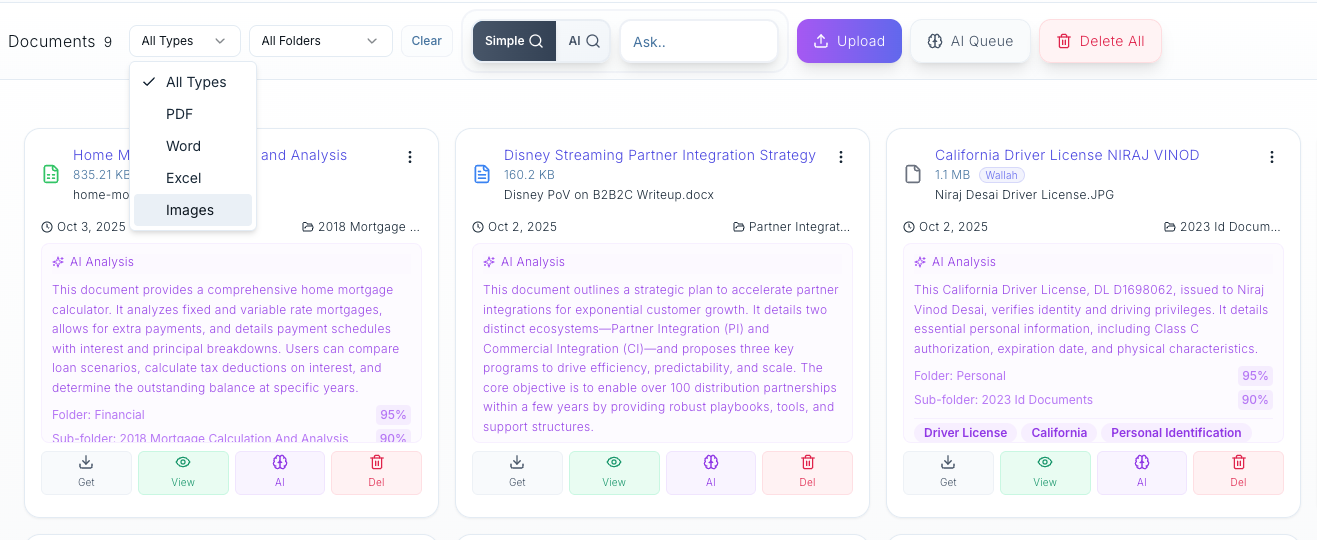 Documents 9
All Types
All Folders
Clear
Simple
AI
Ask..
Upload
AI Queue
Delete All
All Types
PDF
Word
Excel
Images
Home M
and Analysis
835.21 KB
home-mo
Oct 3, 2025
2018 Mortgage ...
AI Analysis
This document provides a comprehensive home mortgage
calculator. It analyzes fixed and variable rate mortgages,
allows for extra payments, and details payment schedules
with interest and principal breakdowns. Users can compare
loan scenarios, calculate tax deductions on interest, and
determine the outstanding balance at specific years.
Folder: Financial
95%
Sub-folder: 2018 Mortgage Calculation And Analysis
90%
Get
View
AI
Del
Disney Streaming Partner Integration Strategy
160.2 KB
Disney PoV on B2B2C Writeup.docx
Oct 2, 2025
Partner Integrat...
AI Analysis
This document outlines a strategic plan to accelerate partner
integrations for exponential customer growth. It details two
distinct ecosystems—Partner Integration (PI) and
Commercial Integration (CI)—and proposes three key
programs to drive efficiency, predictability, and scale. The
core objective is to enable over 100 distribution partnerships
within a few years by providing robust playbooks, tools, and
support structures.
Get
View
AI
Del
California Driver License NIRAJ VINOD
1.1 MB
Wallah
Niraj Desai Driver License.JPG
Oct 2, 2025
2023 Id Docum...
AI Analysis
This California Driver License, DL D1698062, issued to Niraj
Vinod Desai, verifies identity and driving privileges. It details
essential personal information, including Class C
authorization, expiration date, and physical characteristics.
Folder: Personal
95%
Sub-folder: 2023 Id Documents
90%
Driver License
California
Personal Identification
Get
View
AI
Del